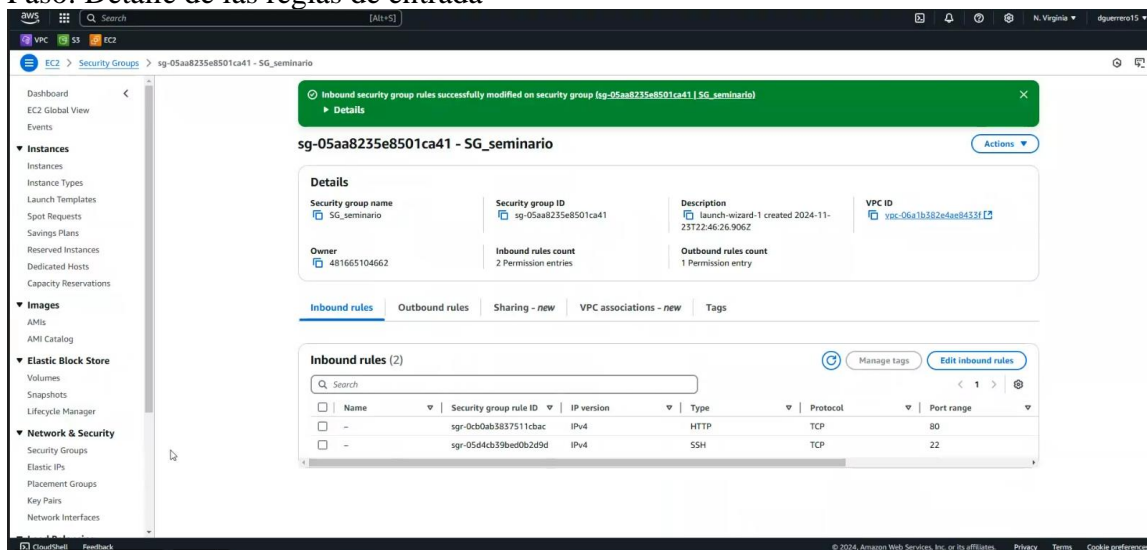 Paso: Detalle de las reglas de entrada
aws Search [Alt+S] N. Virginia dguerrero15
VPC S3 EC2
EC2 > Security Groups > sg-05aa8235e8501ca41 - SG_seminario
Dashboard
EC2 Global View
Events
Instances
Instances
Instance Types
Launch Templates
Spot Requests
Savings Plans
Reserved Instances
Dedicated Hosts
Capacity Reservations
Images
AMIs
AMI Catalog
Elastic Block Store
Volumes
Snapshots
Lifecycle Manager
Network & Security
Security Groups
Elastic IPs
Placement Groups
Key Pairs
Network Interfaces
Inbound security group rules successfully modified on security group (sg-05aa8235e8501ca41 | SG_seminario)
Details
sg-05aa8235e8501ca41 - SG_seminario
Actions
Details
Security group name
SG_seminario
Security group ID
sg-05aa8235e8501ca41
Description
launch-wizard-1 created 2024-11-
23T22:46:26.906Z
VPC ID
vpc-06a1b382e4ae8433f
Owner
481665104662
Inbound rules count
2 Permission entries
Outbound rules count
1 Permission entry
Inbound rules Outbound rules Sharing - new VPC associations - new Tags
Inbound rules (2)
Manage tags Edit inbound rules
Search
1
Name Security group rule ID IP version Type Protocol Port range
– sgr-0cb0ab3837511cbac IPv4 HTTP TCP 80
– sgr-05d4cb39bed0b2d9d IPv4 SSH TCP 22
CloudShell Feedback © 2024, Amazon Web Services, Inc. or its affiliates. Privacy Terms Cookie preferences